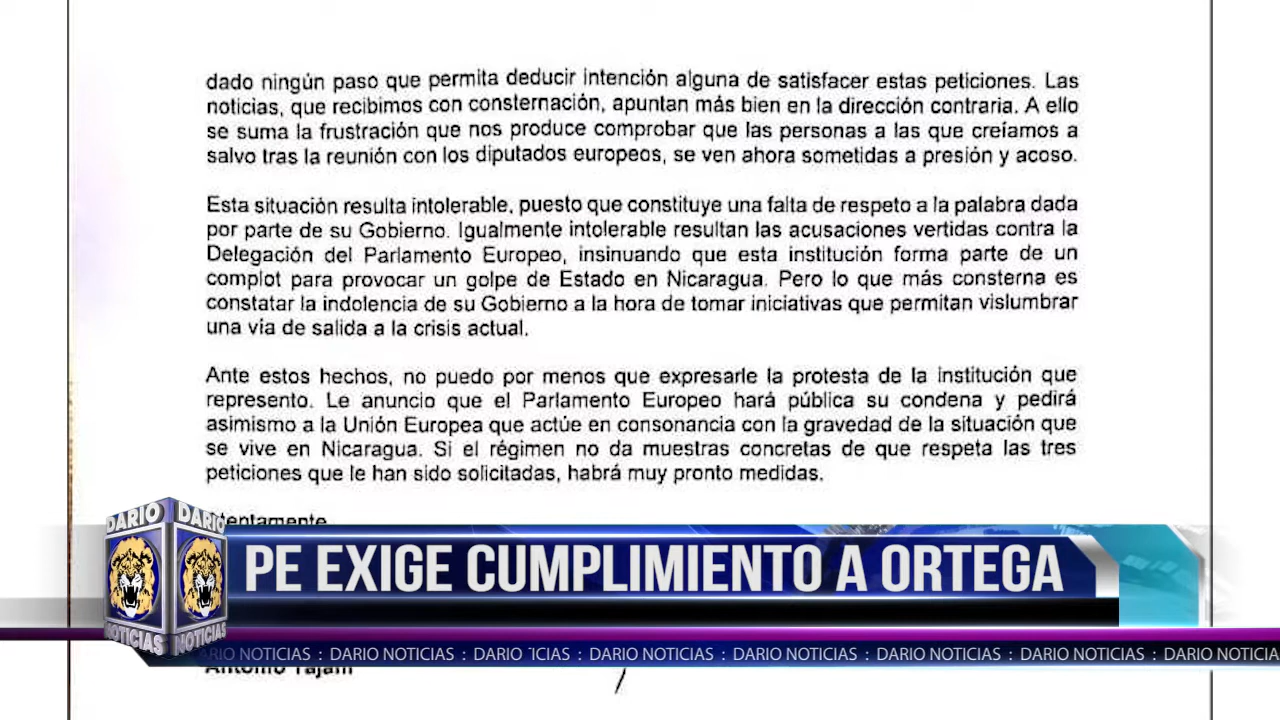 dado ningún paso que permita deducir intención alguna de satisfacer estas peticiones. Las
noticias, que recibimos con consternación, apuntan más bien en la dirección contraria. A ello
se suma la frustración que nos produce comprobar que las personas a las que creíamos a
salvo tras la reunión con los diputados europeos, se ven ahora sometidas a presión y acoso.
Esta situación resulta intolerable, puesto que constituye una falta de respeto a la palabra dada
por parte de su Gobierno. Igualmente intolerable resultan las acusaciones vertidas contra la
Delegación del Parlamento Europeo, insinuando que esta institución forma parte de un
complot para provocar un golpe de Estado en Nicaragua. Pero lo que más consterna es
constatar la indolencia de su Gobierno a la hora de tomar iniciativas que permitan vislumbrar
una vía de salida a la crisis actual.
Ante estos hechos, no puedo por menos que expresarle la protesta de la institución que
represento. Le anuncio que el Parlamento Europeo hará pública su condena y pedirá
asimismo a la Unión Europea que actúe en consonancia con la gravedad de la situación que
se vive en Nicaragua. Si el régimen no da muestras concretas de que respeta las tres
peticiones que le han sido solicitadas, habrá muy pronto medidas.
tentamente
DARIO DARIO
PE EXIGE CUMPLIMIENTO A ORTEGA
NOTICIAS NOTICIAS
ARIO NOTICIAS : DARIO NOTICIAS : DARIO TICIAS : DARIO NOTICIAS : DARIO NOTICIAS : DARIO NOTICIAS : DARIO NOTICIAS : DARIO NOTICIA
Antonio Tajani